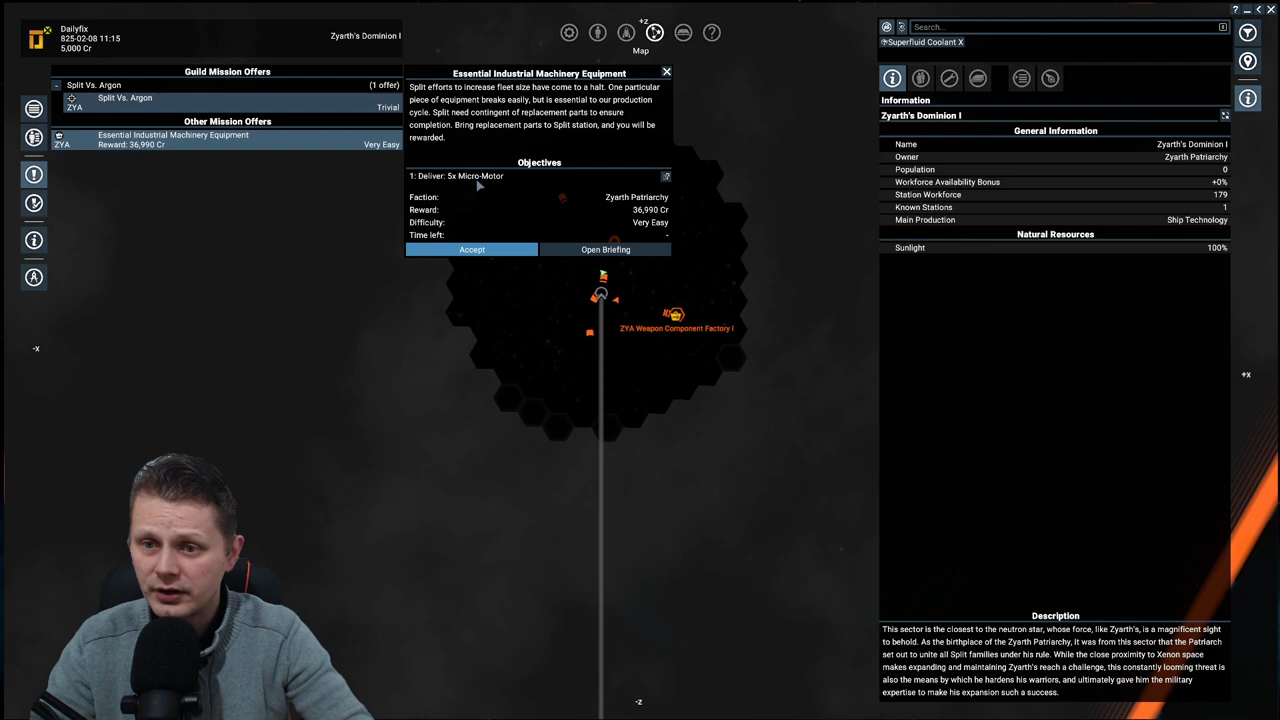 Dailyfix
825-02-08 11:15
5,000 Cr
Zyarth's Dominion I
+z
Map
Guild Mission Offers
- Split Vs. Argon (1 offer)
Split Vs. Argon
ZYA Trivial
Other Mission Offers
Essential Industrial Machinery Equipment
ZYA Reward: 36,990 Cr Very Easy
Essential Industrial Machinery Equipment X
Split efforts to increase fleet size have come to a halt. One particular
piece of equipment breaks easily, but is essential to our production
cycle. Split need contingent of replacement parts to ensure
completion. Bring replacement parts to Split station, and you will be
rewarded.
Objectives
1: Deliver: 5x Micro-Motor
Faction: Zyarth Patriarchy
Reward: 36,990 Cr
Difficulty: Very Easy
Time left: -
Accept Open Briefing
ZYA Weapon Component Factory I
-x
+x
-z
? _ < X
Search...
Superfluid Coolant X
Information
Zyarth's Dominion I
General Information
Name Zyarth's Dominion I
Owner Zyarth Patriarchy
Population 0
Workforce Availability Bonus +0%
Station Workforce 179
Known Stations 1
Main Production Ship Technology
Natural Resources
Sunlight 100%
Description
This sector is the closest to the neutron star, whose force, like Zyarth's, is a magnificent sight
to behold. As the birthplace of the Zyarth Patriarchy, it was from this sector that the Patriarch
set out to unite all Split families under his rule. While the close proximity to Xenon space
makes expanding and maintaining Zyarth's reach a challenge, this constantly looming threat is
also the means by which he hardens his warriors, and ultimately gave him the military
expertise to make his expansion such a success.